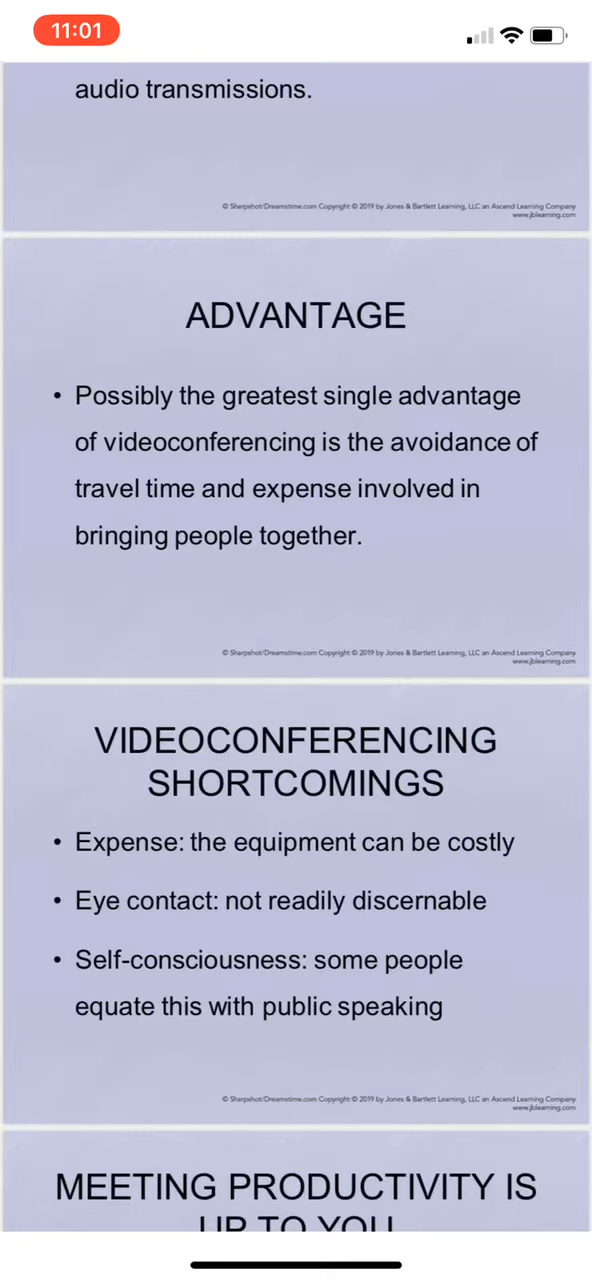 11:01
audio transmissions.
© Sharpshot/Dreamstime.com Copyright © 2019 by Jones & Bartlett Learning, LLC an Ascend Learning Company
www.jblearning.com
ADVANTAGE
• Possibly the greatest single advantage
of videoconferencing is the avoidance of
travel time and expense involved in
bringing people together.
© Sharpshot/Dreamstime.com Copyright © 2019 by Jones & Bartlett Learning, LLC an Ascend Learning Company
www.jblearning.com
VIDEOCONFERENCING
SHORTCOMINGS
• Expense: the equipment can be costly
• Eye contact: not readily discernable
• Self-consciousness: some people
equate this with public speaking
© Sharpshot/Dreamstime.com Copyright © 2019 by Jones & Bartlett Learning, LLC an Ascend Learning Company
www.jblearning.com
MEETING PRODUCTIVITY IS
UP TO YOU